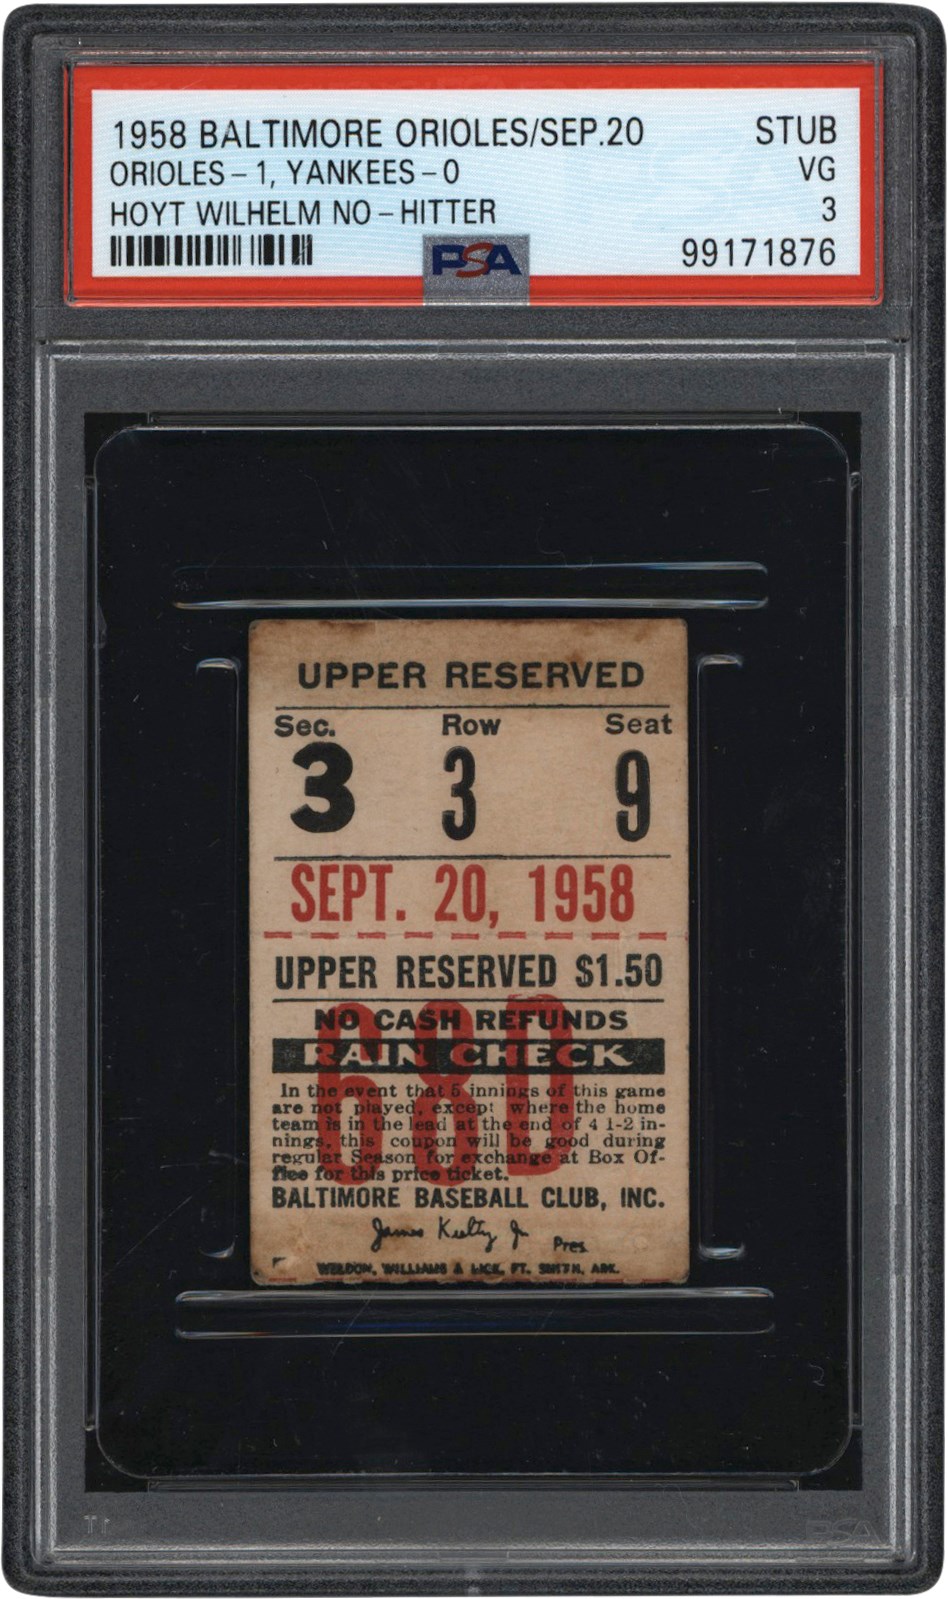 1958 BALTIMORE ORIOLES/SEP.20 STUB
ORIOLES - 1, YANKEES - 0 VG
HOYT WILHELM NO - HITTER 3
PSA 99171876
UPPER RESERVED
Sec. Row Seat
3 3 9
SEPT. 20, 1958
UPPER RESERVED $1.50
68D
NO CASH REFUNDS
RAIN CHECK
In the event that 5 innings of this game
are not played, except where the home
team is in the lead at the end of 4 1-2 in-
nings, this coupon will be good during
regular Season for exchange at Box Of-
fice for this price ticket.
BALTIMORE BASEBALL CLUB, INC.
James Keelty Jr Pres.
WELDON, WILLIAMS & LICK, FT. SMITH, ARK.
PSA